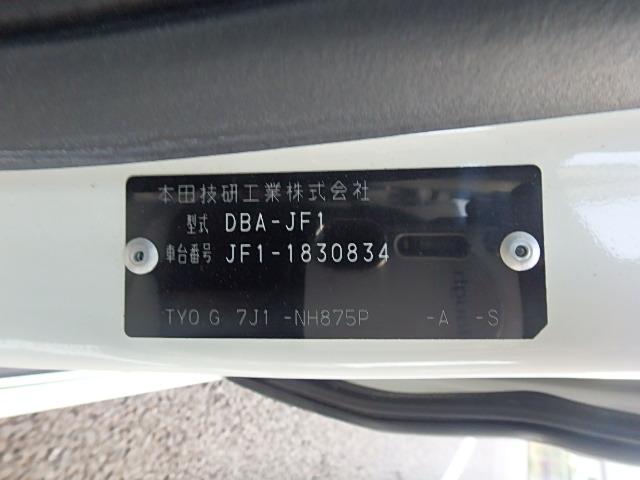 本田技研工業株式会社
型式 DBA-JF1
車台番号 JF1-1830834
TYO G 7J1 -NH875P -A -S